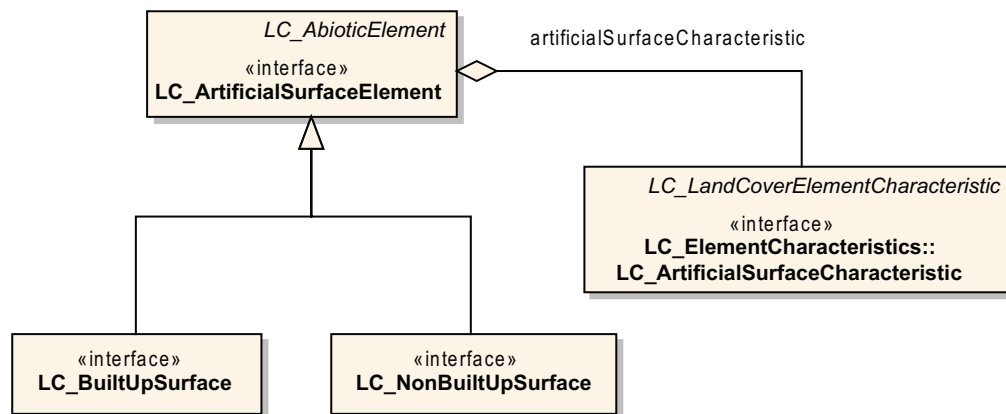 LC_AbioticElement
«interface»
LC_ArtificialSurfaceElement
artificialSurfaceCharacteristic
LC_LandCoverElementCharacteristic
«interface»
LC_ElementCharacteristics::
LC_ArtificialSurfaceCharacteristic
«interface»
LC_BuiltUpSurface
«interface»
LC_NonBuiltUpSurface